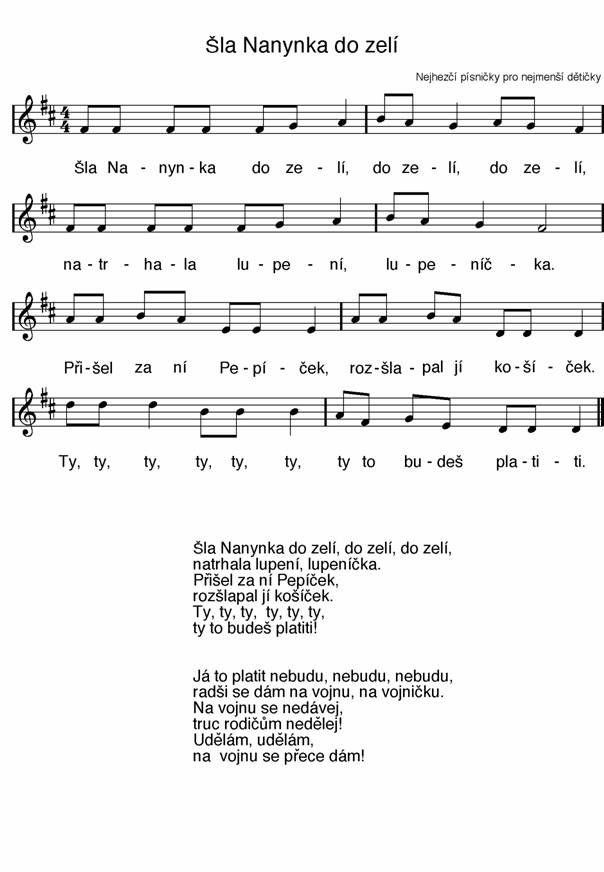 Šla Nanynka do zelí
Nejhezčí písničky pro nejmenší dětičky
4
4
Šla Na - nyn - ka do ze - lí, do ze - lí, do ze - lí,
na - tr - ha - la lu - pe - ní, lu - pe - níč - ka.
Při - šel za ní Pe - pí - ček, roz - šla - pal jí ko - ší - ček.
Ty, ty, ty, ty, ty, ty, ty to bu - deš pla - ti - ti.
Šla Nanynka do zelí, do zelí, do zelí,
natrhala lupení, lupeníčka.
Přišel za ní Pepíček,
rozšlapal jí košíček.
Ty, ty, ty, ty, ty, ty,
ty to budeš platiti!
Já to platit nebudu, nebudu, nebudu,
radši se dám na vojnu, na vojničku.
Na vojnu se nedávej,
truc rodičům nedělej!
Udělám, udělám,
na vojnu se přece dám!